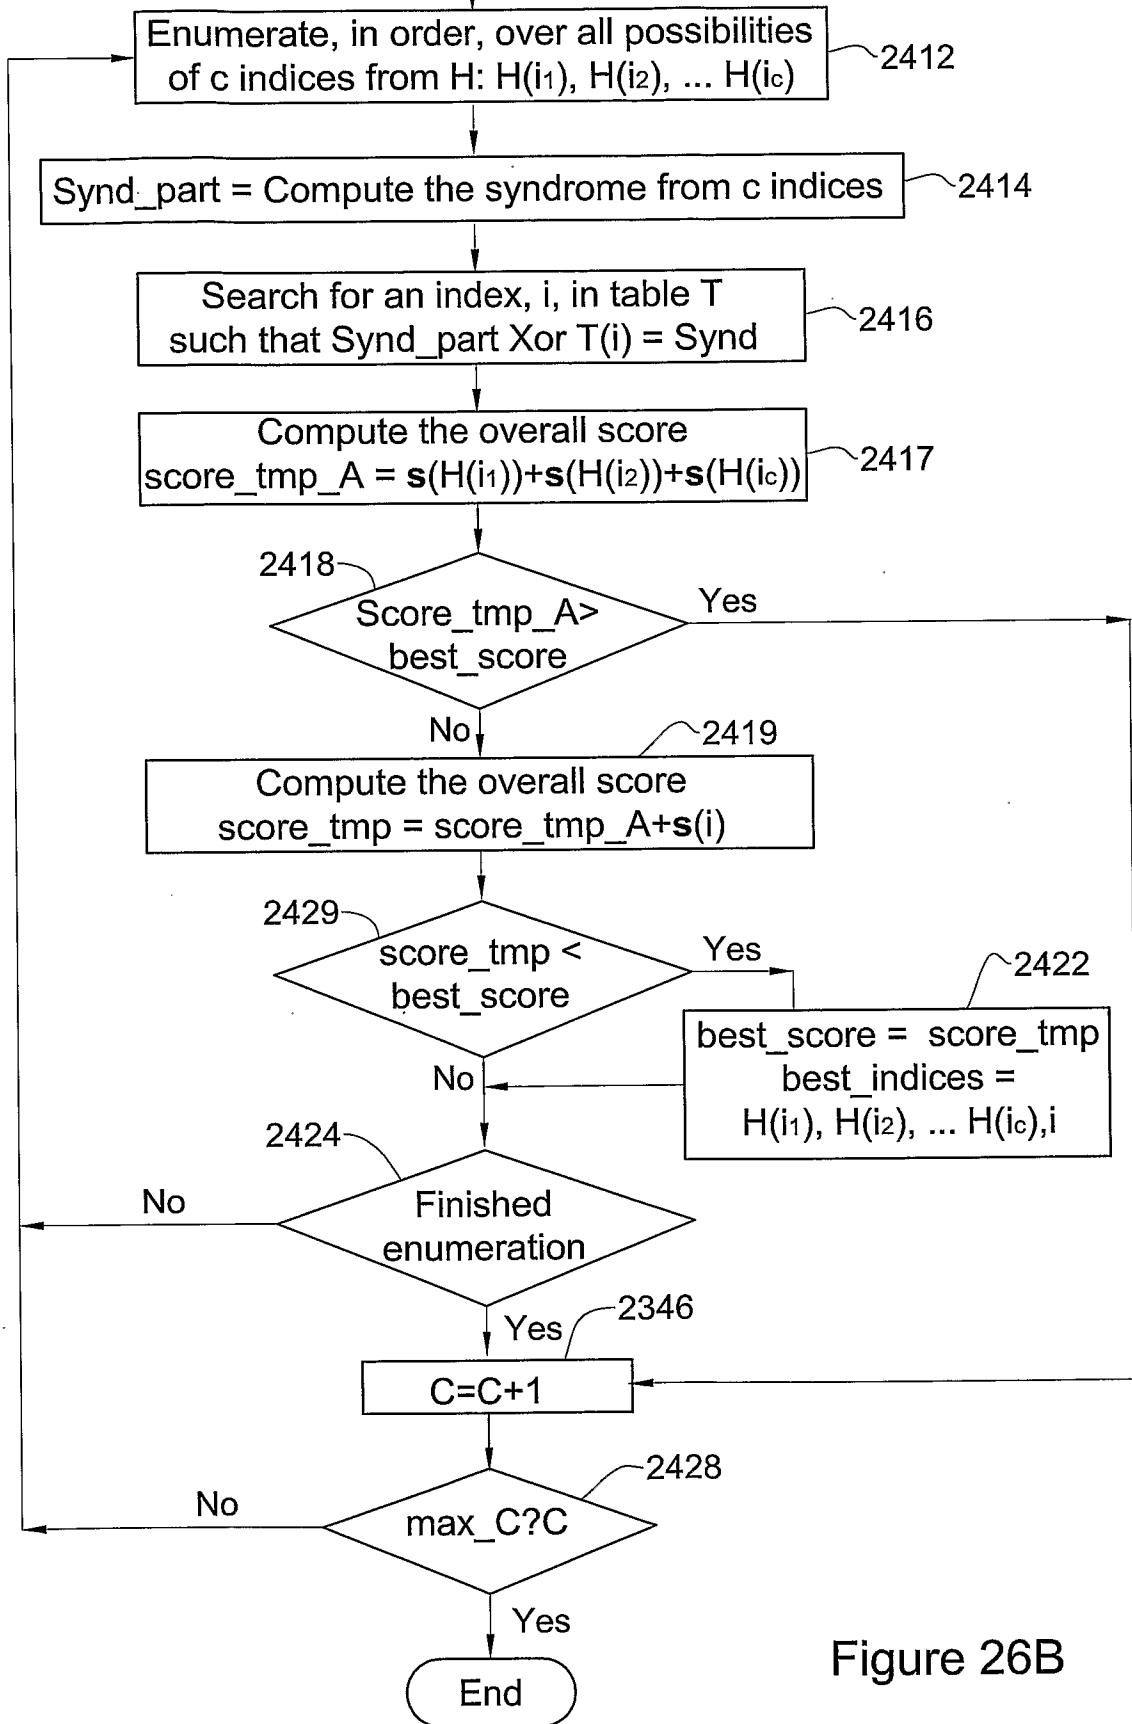 Enumerate, in order, over all possibilities
of c indices from H: H(i1), H(i2), ... H(ic)
2412
Synd_part = Compute the syndrome from c indices
2414
Search for an index, i, in table T
such that Synd_part Xor T(i) = Synd
2416
Compute the overall score
score_tmp_A = s(H(i1))+s(H(i2))+s(H(ic))
2417
2418
Score_tmp_A>
best_score
Yes
No
2419
Compute the overall score
score_tmp = score_tmp_A+s(i)
2429
score_tmp <
best_score
Yes
2422
best_score = score_tmp
best_indices =
H(i1), H(i2), ... H(ic),i
No
2424
Finished
enumeration
No
Yes
2346
C=C+1
2428
max_C?C
No
Yes
End
Figure 26B